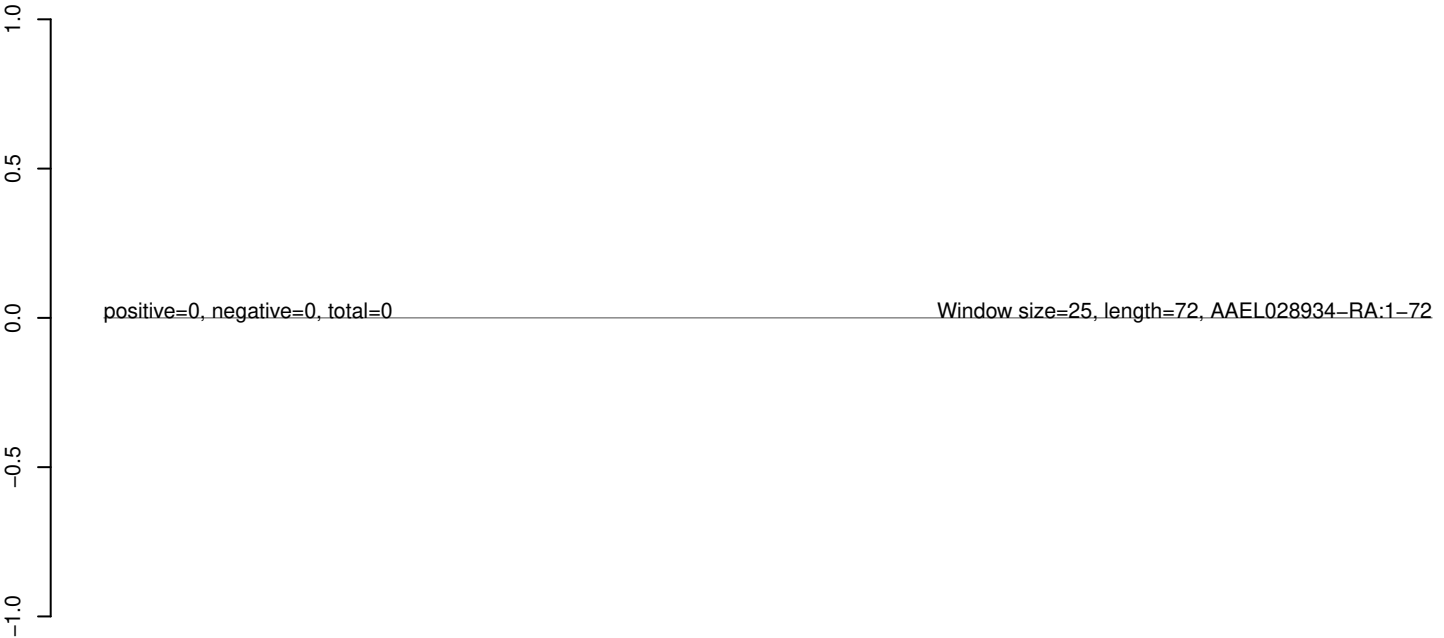 1.0
0.5
0.0
−0.5
−1.0
positive=0, negative=0, total=0
Window size=25, length=72, AAEL028934−RA:1−72